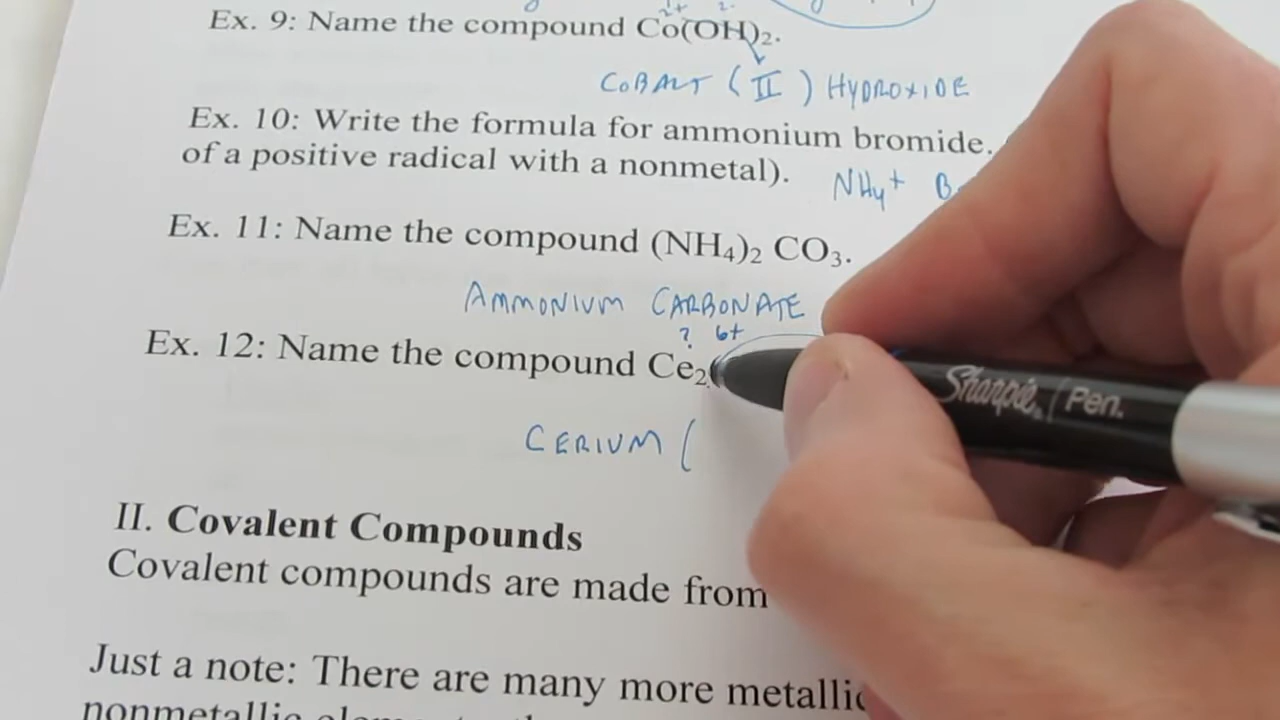 Ex. 9: Name the compound Co(OH)₂.
COBALT (II) HYDROXIDE
Ex. 10: Write the formula for ammonium bromide.
of a positive radical with a nonmetal).
NH₄+
Ex. 11: Name the compound (NH₄)₂ CO₃.
AMMONIUM CARBONATE
? 6+
Ex. 12: Name the compound Ce₂(
CERIUM (
Sharpie. Pen.
II. Covalent Compounds
Covalent compounds are made from
Just a note: There are many more metallic
nonmetallic